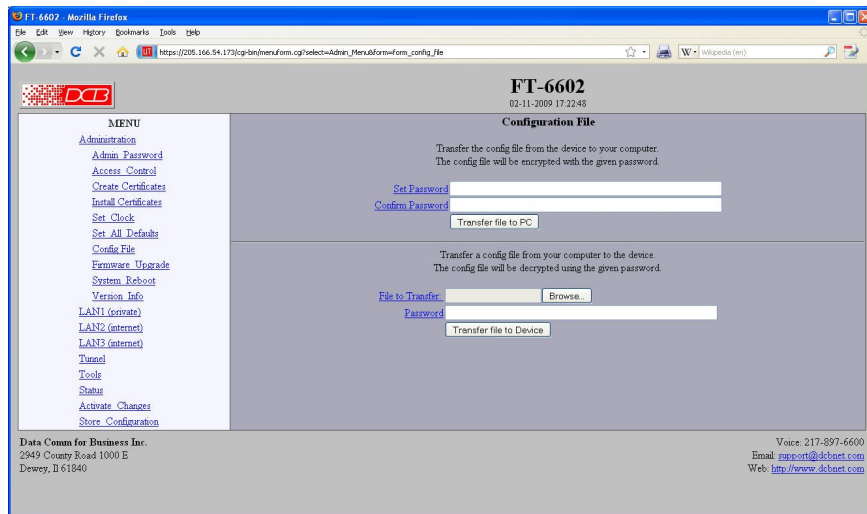 FT-6602 - Mozilla Firefox
File Edit View History Bookmarks Tools Help
https://205.166.54.173/cgi-bin/menuform.cgi?select=Admin_Menu&form=form_config_file
Wikipedia (en)
DCB
FT-6602
02-11-2009 17:22:48
MENU
Administration
Admin Password
Access Control
Create Certificates
Install Certificates
Set Clock
Set All Defaults
Config File
Firmware Upgrade
System Reboot
Version Info
LAN1 (private)
LAN2 (internet)
LAN3 (internet)
Tunnel
Tools
Status
Activate Changes
Store Configuration
Configuration File
Transfer the config file from the device to your computer.
The config file will be encrypted with the given password.
Set Password
Confirm Password
Transfer file to PC
Transfer a config file from your computer to the device.
The config file will be decrypted using the given password.
File to Transfer: Browse...
Password
Transfer file to Device
Data Comm for Business Inc.
2949 County Road 1000 E
Dewey, Il 61840
Voice: 217-897-6600
Email: support@dcbnet.com
Web: http://www.dcbnet.com